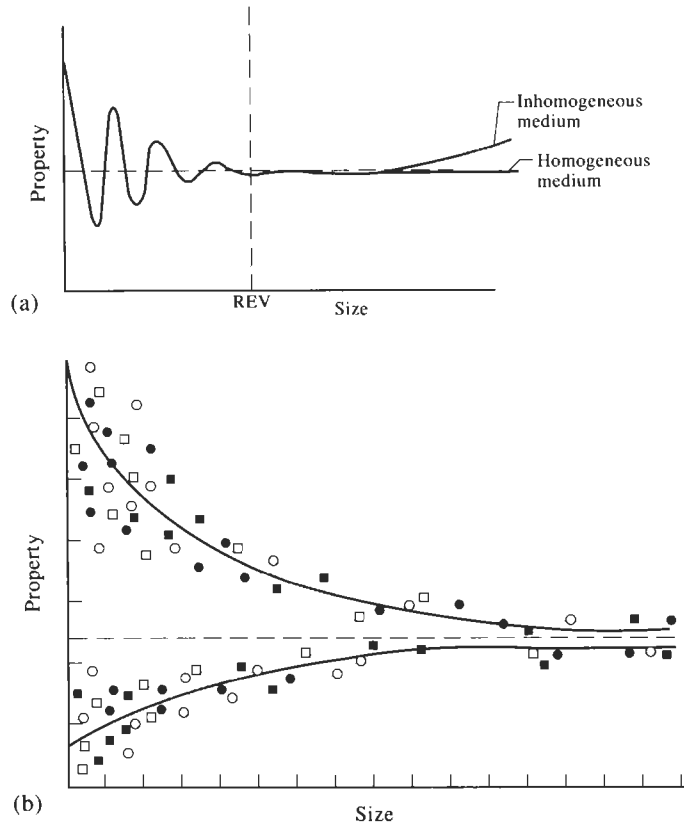 Inhomogeneous
medium
Homogeneous
medium
Property
REV
Size
(a)
Property
Size
(b)